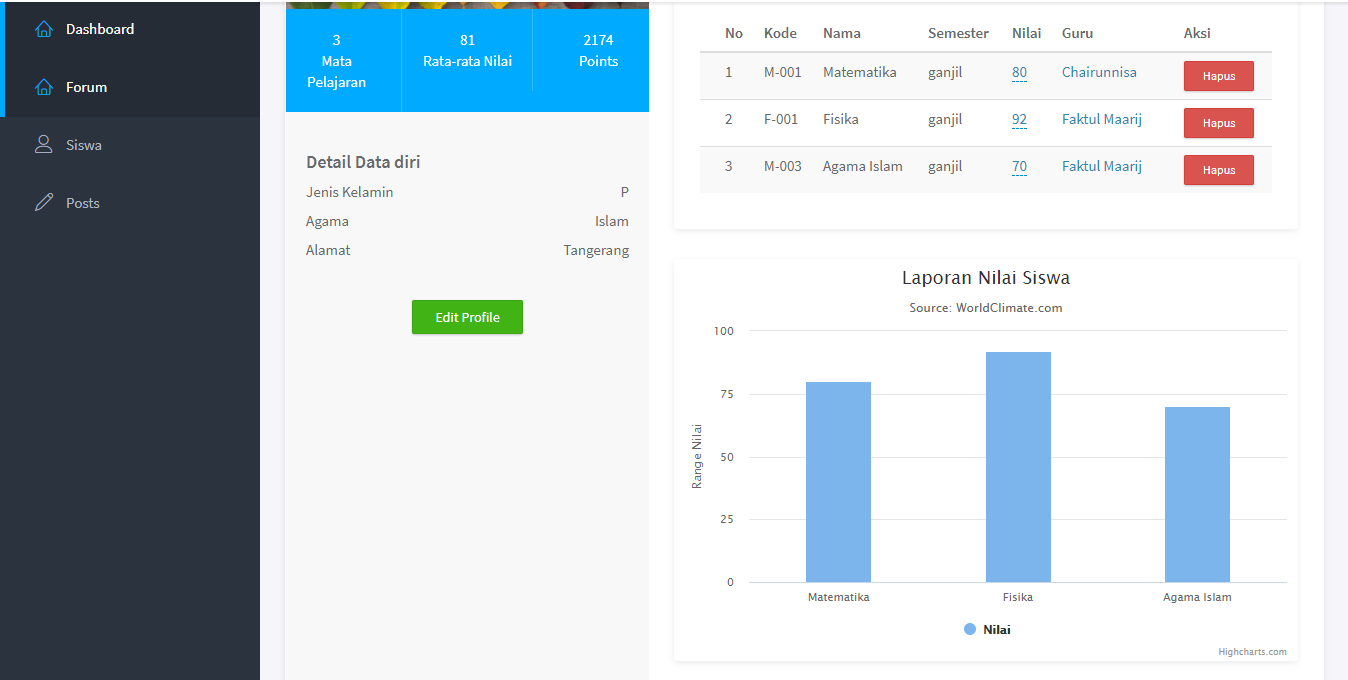 Dashboard
Forum
Siswa
Posts
3
Mata
Pelajaran
81
Rata-rata Nilai
2174
Points
Detail Data diri
Jenis Kelamin P
Agama Islam
Alamat Tangerang
Edit Profile
No Kode Nama Semester Nilai Guru Aksi
1 M-001 Matematika ganjil 80 Chairunnisa Hapus
2 F-001 Fisika ganjil 92 Faktul Maarij Hapus
3 M-003 Agama Islam ganjil 70 Faktul Maarij Hapus
Laporan Nilai Siswa
Source: WorldClimate.com
Range Nilai
100
75
50
25
0
Matematika Fisika Agama Islam
Nilai
Highcharts.com